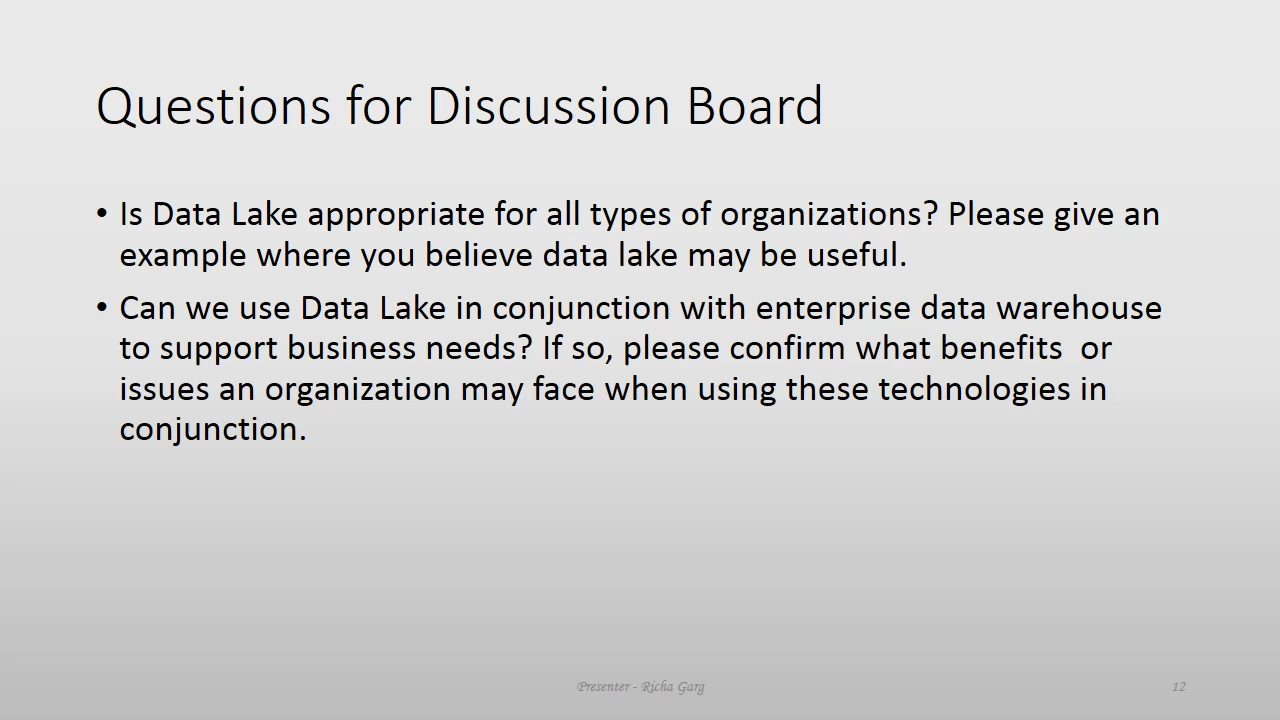 Questions for Discussion Board
• Is Data Lake appropriate for all types of organizations? Please give an
example where you believe data lake may be useful.
• Can we use Data Lake in conjunction with enterprise data warehouse
to support business needs? If so, please confirm what benefits  or
issues an organization may face when using these technologies in
conjunction.
Presenter - Richa Garg
12